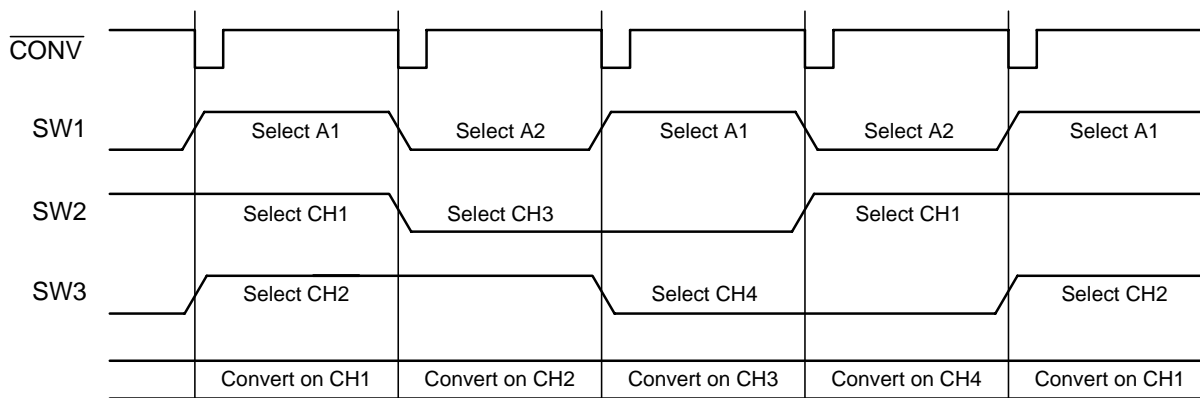 CONV
SW1 Select A1 Select A2 Select A1 Select A2 Select A1
SW2 Select CH1 Select CH3 Select CH1
SW3 Select CH2 Select CH4 Select CH2
Convert on CH1 Convert on CH2 Convert on CH3 Convert on CH4 Convert on CH1